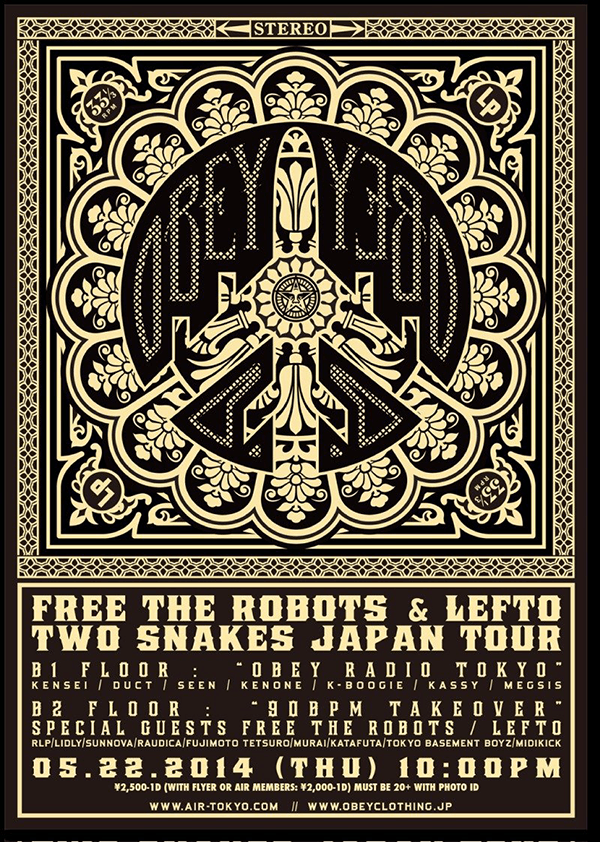 STEREO
33 1/3 RPM
LP
OBEY
LP
33 1/3 RPM
FREE THE ROBOTS & LEFTO
TWO SNAKES JAPAN TOUR
B1 FLOOR : "OBEY RADIO TOKYO"
KENSEI / DUCT / SEEN / KENONE / K-BOOGIE / KASSY / MEGSIS
B2 FLOOR : "90BPM TAKEOVER"
SPECIAL GUESTS FREE THE ROBOTS / LEFTO
RLP/LIDLY/SUNNOVA/RAUDICA/FUJIMOTO TETSURO/MURAI/KATAFUTA/TOKYO BASEMENT BOYZ/MIDIKICK
05.22.2014 (THU) 10:00PM
¥2,500-1D (WITH FLYER OR AIR MEMBERS: ¥2,000-1D) MUST BE 20+ WITH PHOTO ID
WWW.AIR-TOKYO.COM // WWW.OBEYCLOTHING.JP